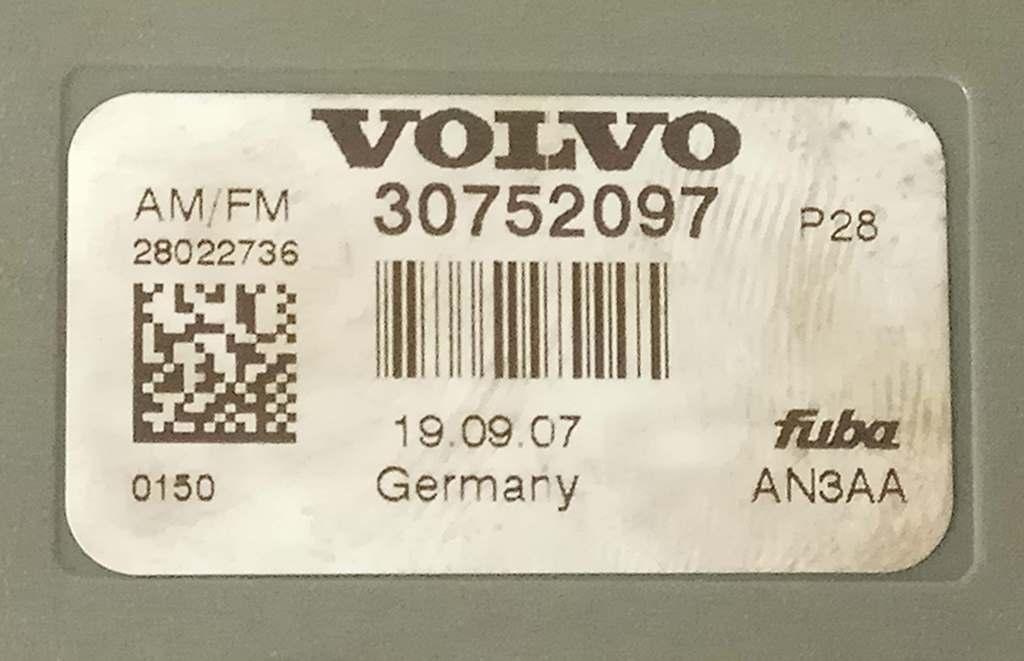 VOLVO
AM/FM
30752097
P28
28022736
19.09.07
fuba
0150
Germany
AN3AA